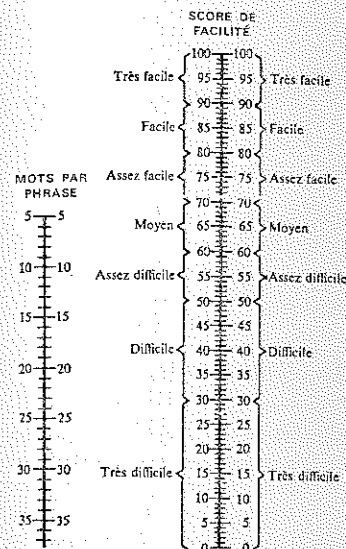 SCORE DE
FACILITÉ
100 100
Très facile 95 95 Très facile
90 90
Facile 85 85 Facile
80 80
MOTS PAR
PHRASE
Assez facile 75 75 Assez facile
70 70
5 5
Moyen 65 65 Moyen
60 60
10 10
Assez difficile 55 55 Assez difficile
50 50
15 15
45 45
20 20
Difficile 40 40 Difficile
35 35
25 25
30 30
25 25
20 20
30 30
Très difficile 15 15 Très difficile
10 10
35 35
5 5
0 0